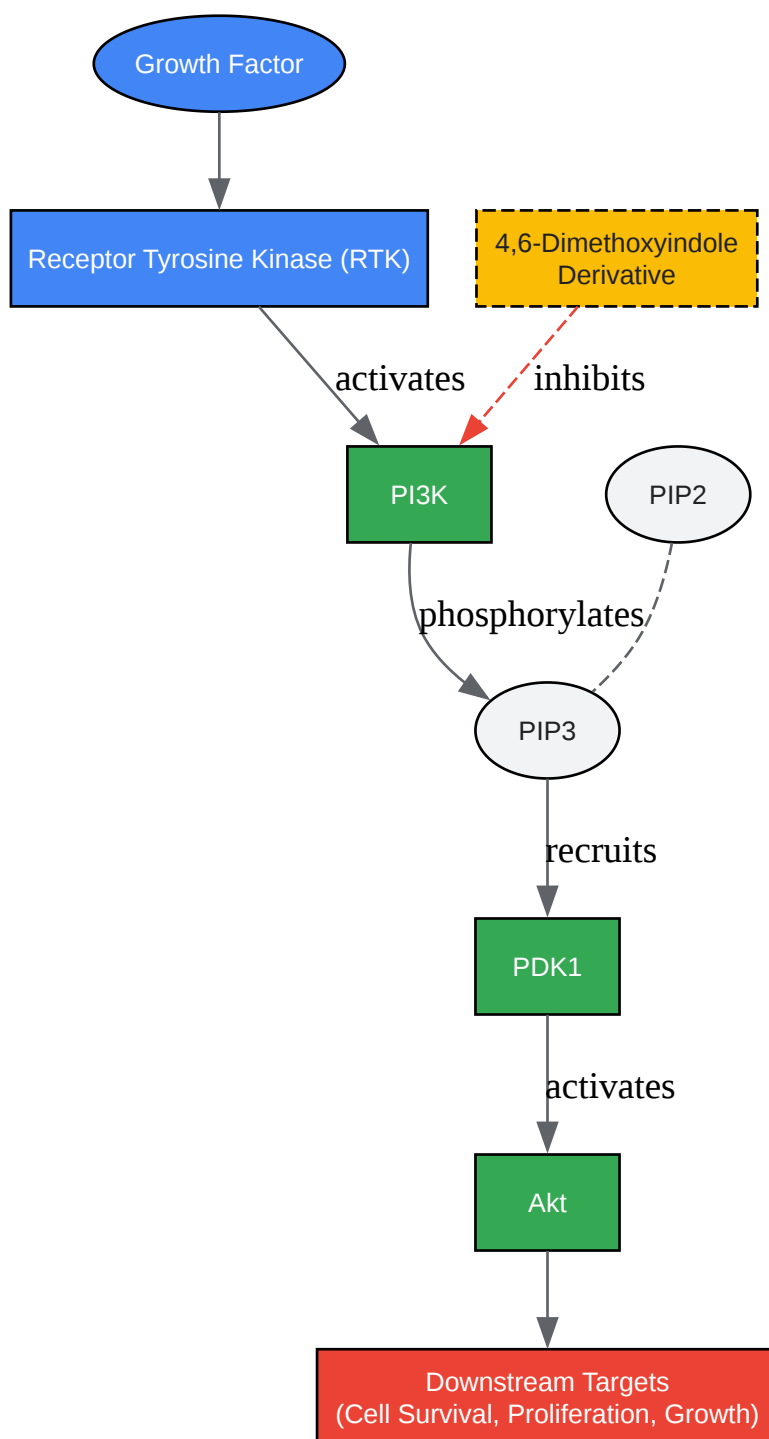 Growth Factor
Receptor Tyrosine Kinase (RTK)
4,6-Dimethoxyindole
Derivative
activates
inhibits
PI3K
PIP2
phosphorylates
PIP3
recruits
PDK1
activates
Akt
Downstream Targets
(Cell Survival, Proliferation, Growth)